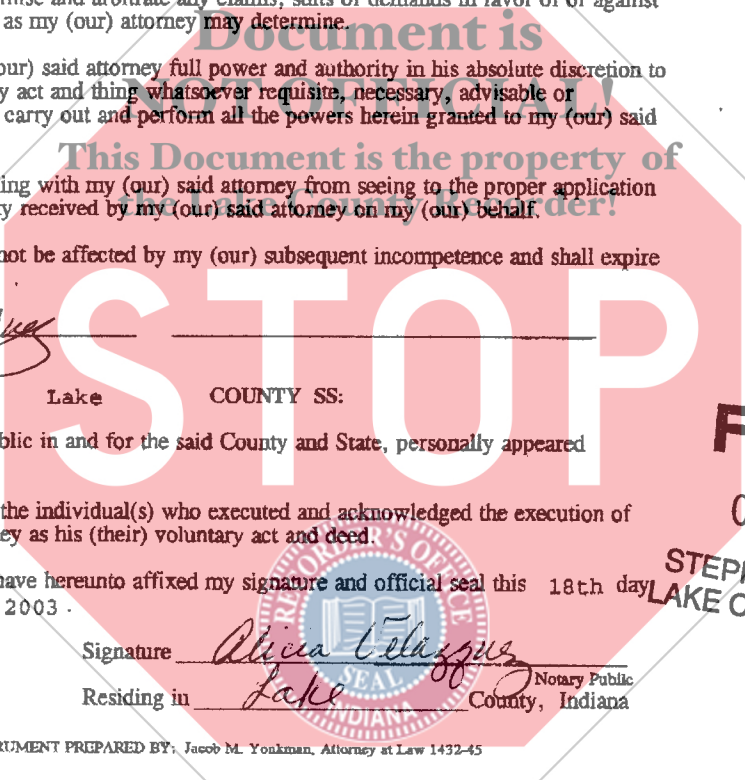 Document is
NOT OFFICIAL!
This Document is the property of
the Lake County Recorder!
STOP
and arbitrate any claims, suits or demands in favor of or against
as my (our) attorney may determine.
our) said attorney full power and authority in his absolute discretion to
y act and thing whatsoever requisite, necessary, advisable or
carry out and perform all the powers herein granted to my (our) said
ing with my (our) said attorney from seeing to the proper application
y received by my (our) said attorney on my (our) behalf.
not be affected by my (our) subsequent incompetence and shall expire
Lake COUNTY SS:
blic in and for the said County and State, personally appeared
the individual(s) who executed and acknowledged the execution of
ey as his (their) voluntary act and deed.
have hereunto affixed my signature and official seal this 18th day
2003.
Signature Alicia Velazquez
Notary Public
Residing in Lake County, Indiana
RUMENT PREPARED BY: Jacob M. Yonkman, Attorney at Law 1432-45
RECORDER'S OFFICE
SEAL
INDIANA
F
STEP
LAKE C